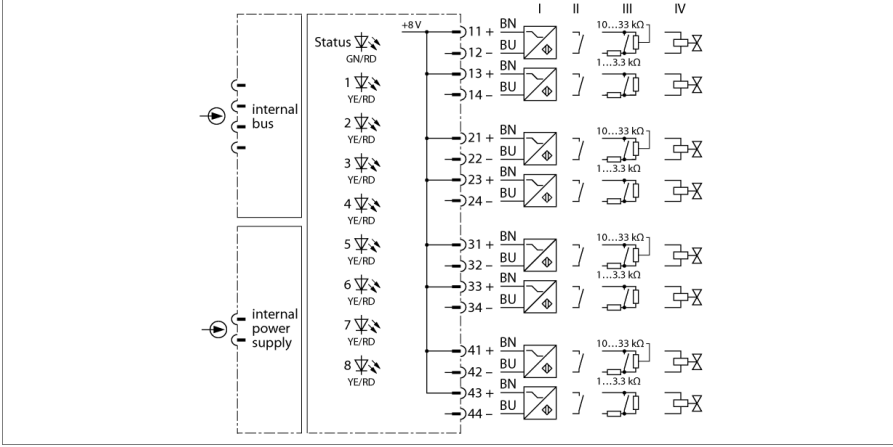 I II III IV
+8 V
Status
GN/RD
1
YE/RD
2
YE/RD
3
YE/RD
4
YE/RD
5
YE/RD
6
YE/RD
7
YE/RD
8
YE/RD
internal
bus
internal
power
supply
11 + BN 10…33 kΩ
12 – BU
13 + BN 1…3.3 kΩ
14 – BU
21 + BN 10…33 kΩ
22 – BU
23 + BN 1…3.3 kΩ
24 – BU
31 + BN 10…33 kΩ
32 – BU
33 + BN 1…3.3 kΩ
34 – BU
41 + BN 10…33 kΩ
42 – BU
43 + BN 1…3.3 kΩ
44 – BU